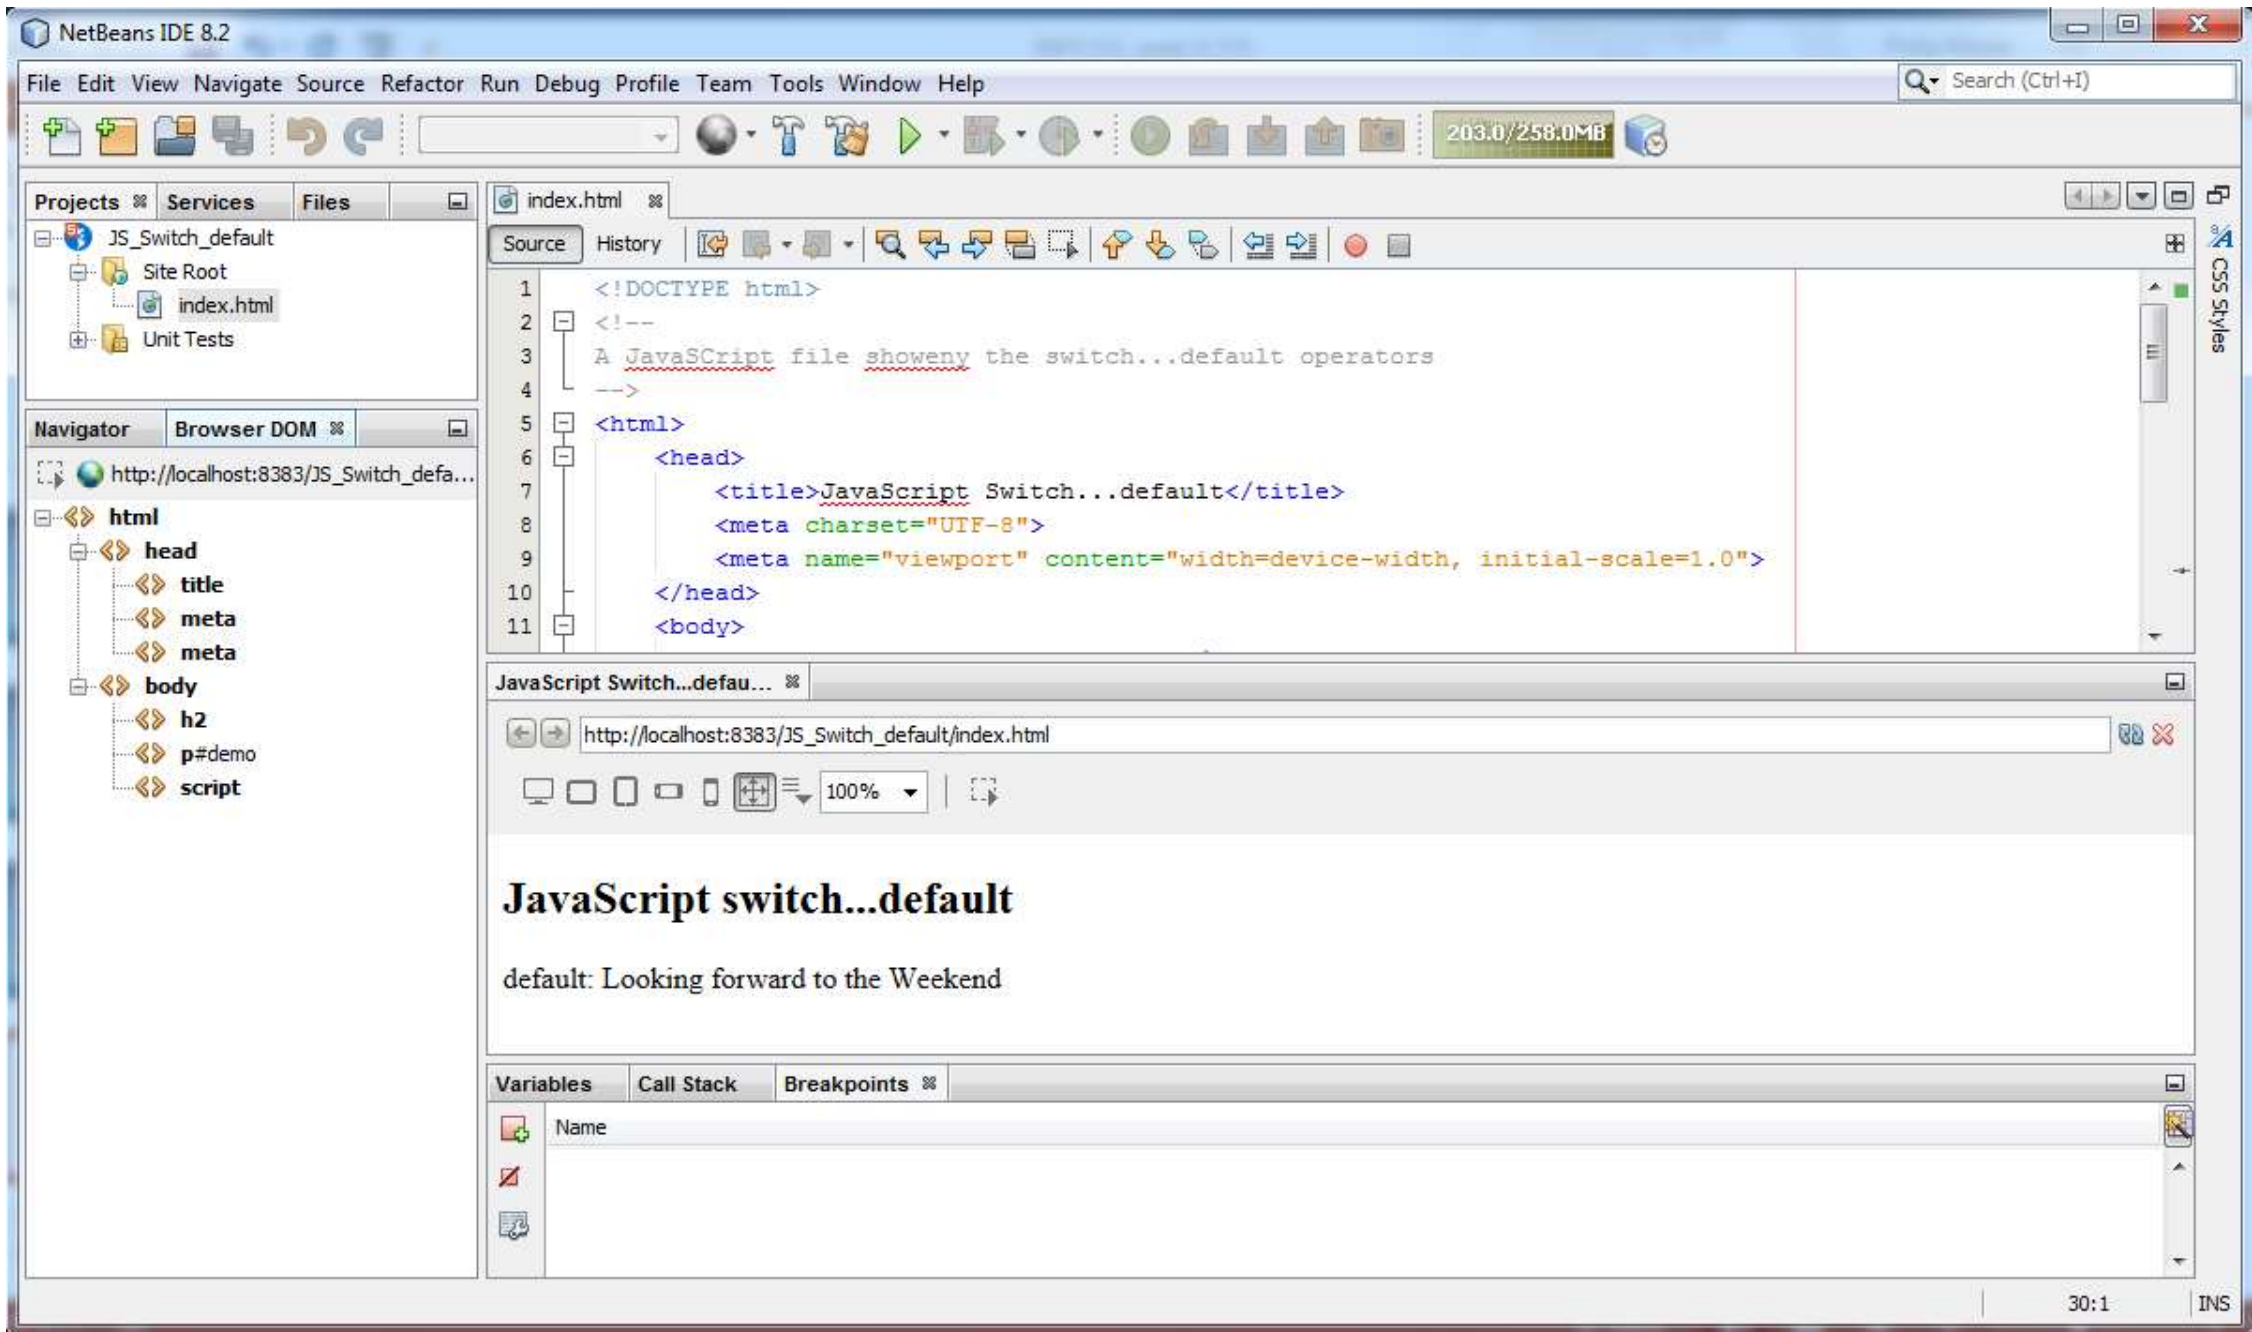 NetBeans IDE 8.2
File Edit View Navigate Source Refactor Run Debug Profile Team Tools Window Help
Search (Ctrl+I)
203.0/258.0MB
Projects Services Files
JS_Switch_default
Site Root
index.html
Unit Tests
Navigator Browser DOM
http://localhost:8383/JS_Switch_defa...
html
head
title
meta
meta
body
h2
p#demo
script
index.html
Source History
1 <!DOCTYPE html>
2 <!--
3 A JavaSCript file showeny the switch...default operators
4 -->
5 <html>
6 <head>
7 <title>JavaScript Switch...default</title>
8 <meta charset="UTF-8">
9 <meta name="viewport" content="width=device-width, initial-scale=1.0">
10 </head>
11 <body>
CSS Styles
JavaScript Switch...defau...
http://localhost:8383/JS_Switch_default/index.html
100%
JavaScript switch...default
default: Looking forward to the Weekend
Variables Call Stack Breakpoints
Name
30:1 INS